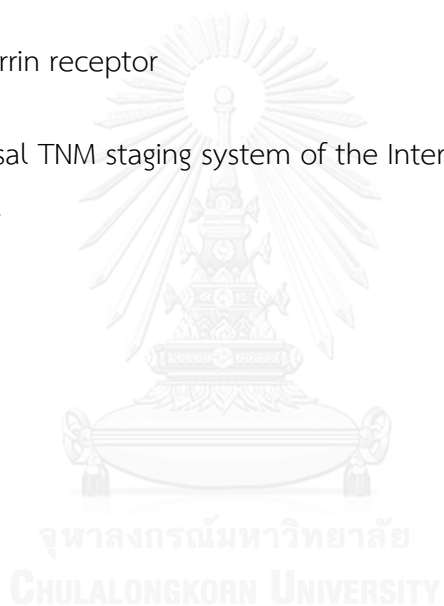 rrin receptor
sal TNM staging system of the Inter
จุฬาลงกรณ์มหาวิทยาลัย
CHULALONGKORN UNIVERSITY